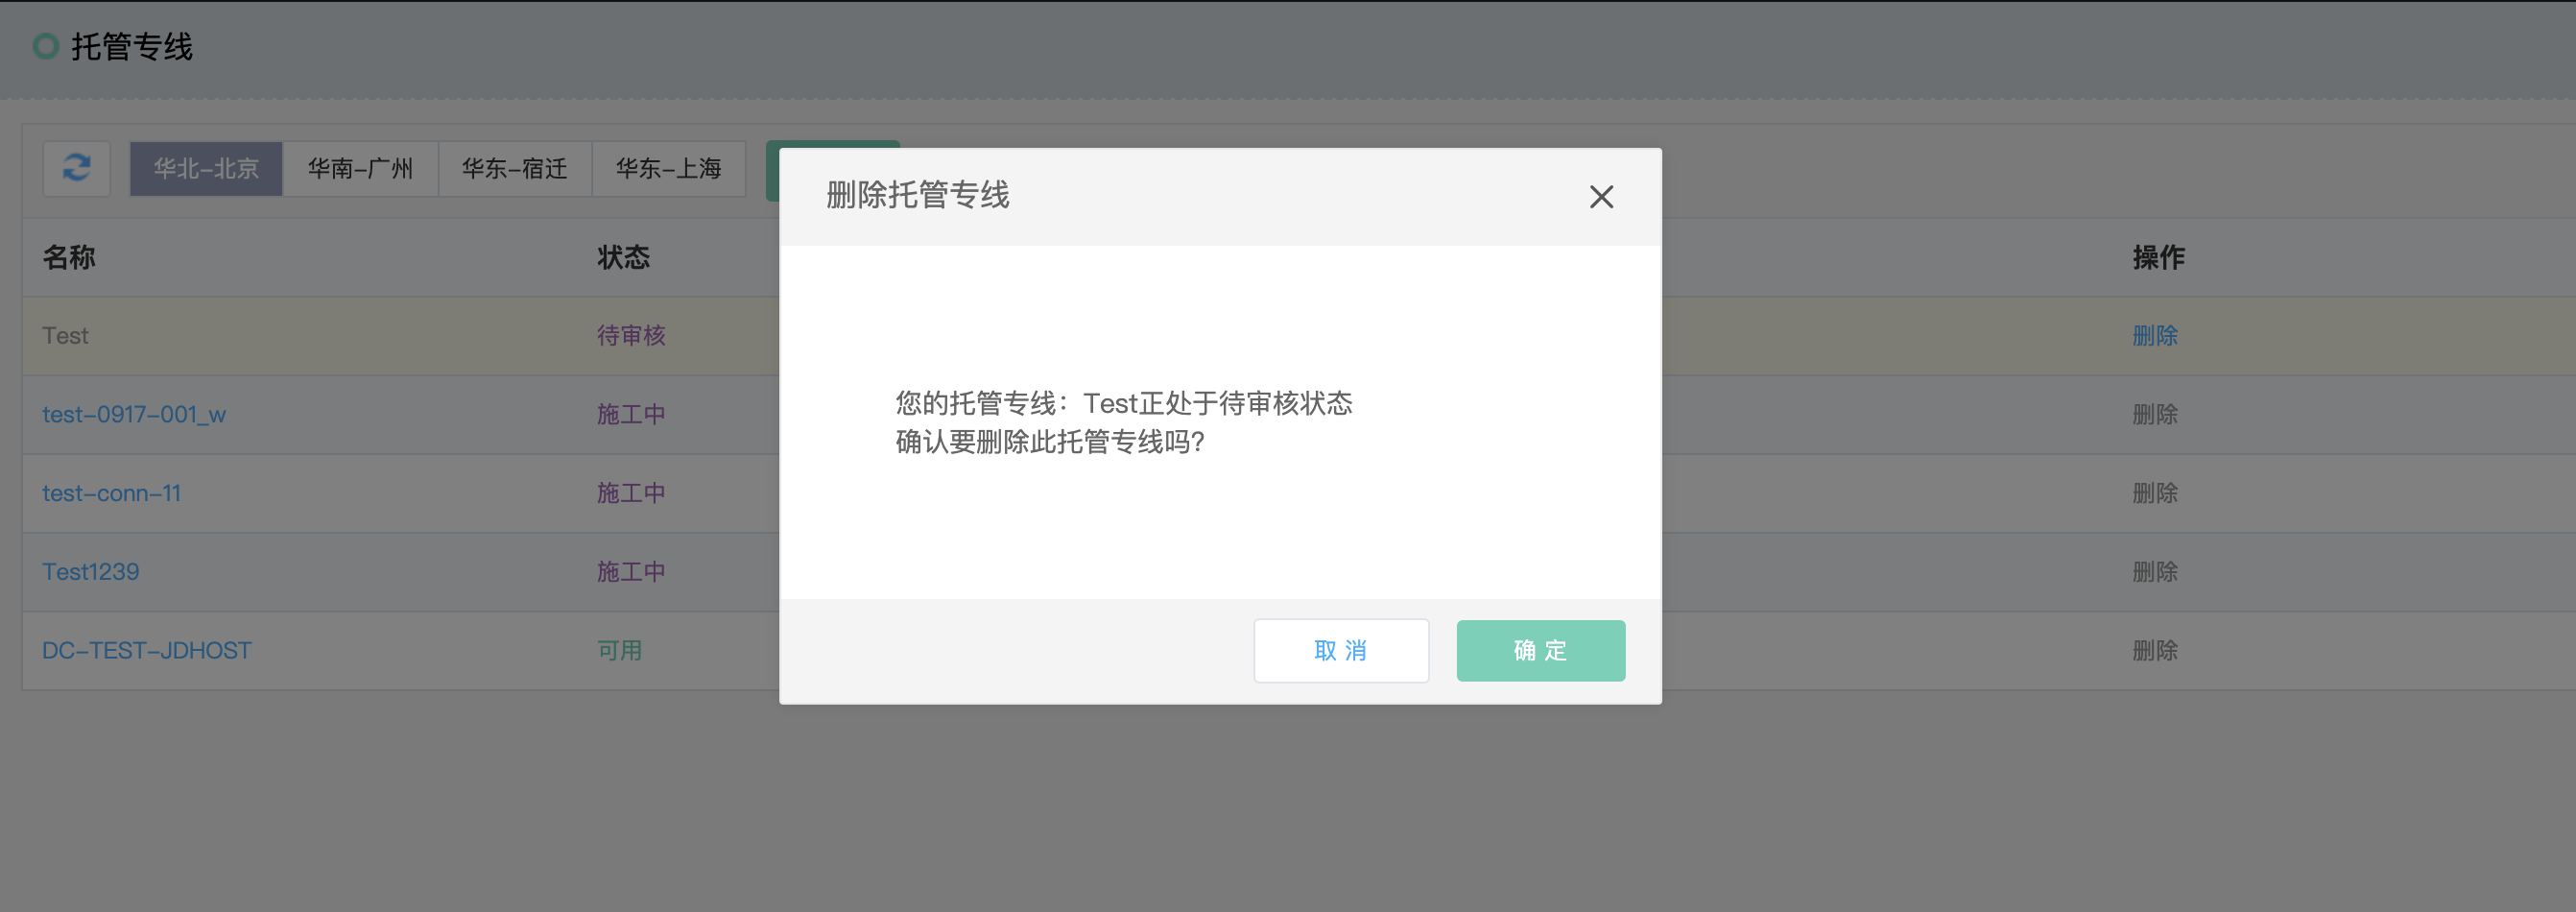 托管专线
华北-北京 华南-广州 华东-宿迁 华东-上海
删除托管专线
名称 状态 操作
Test 待审核 删除
您的托管专线：Test正处于待审核状态
test-0917-001_w 施工中 删除
确认要删除此托管专线吗?
test-conn-11 施工中 删除
Test1239 施工中 删除
DC-TEST-JDHOST 可用 取消 确定 删除